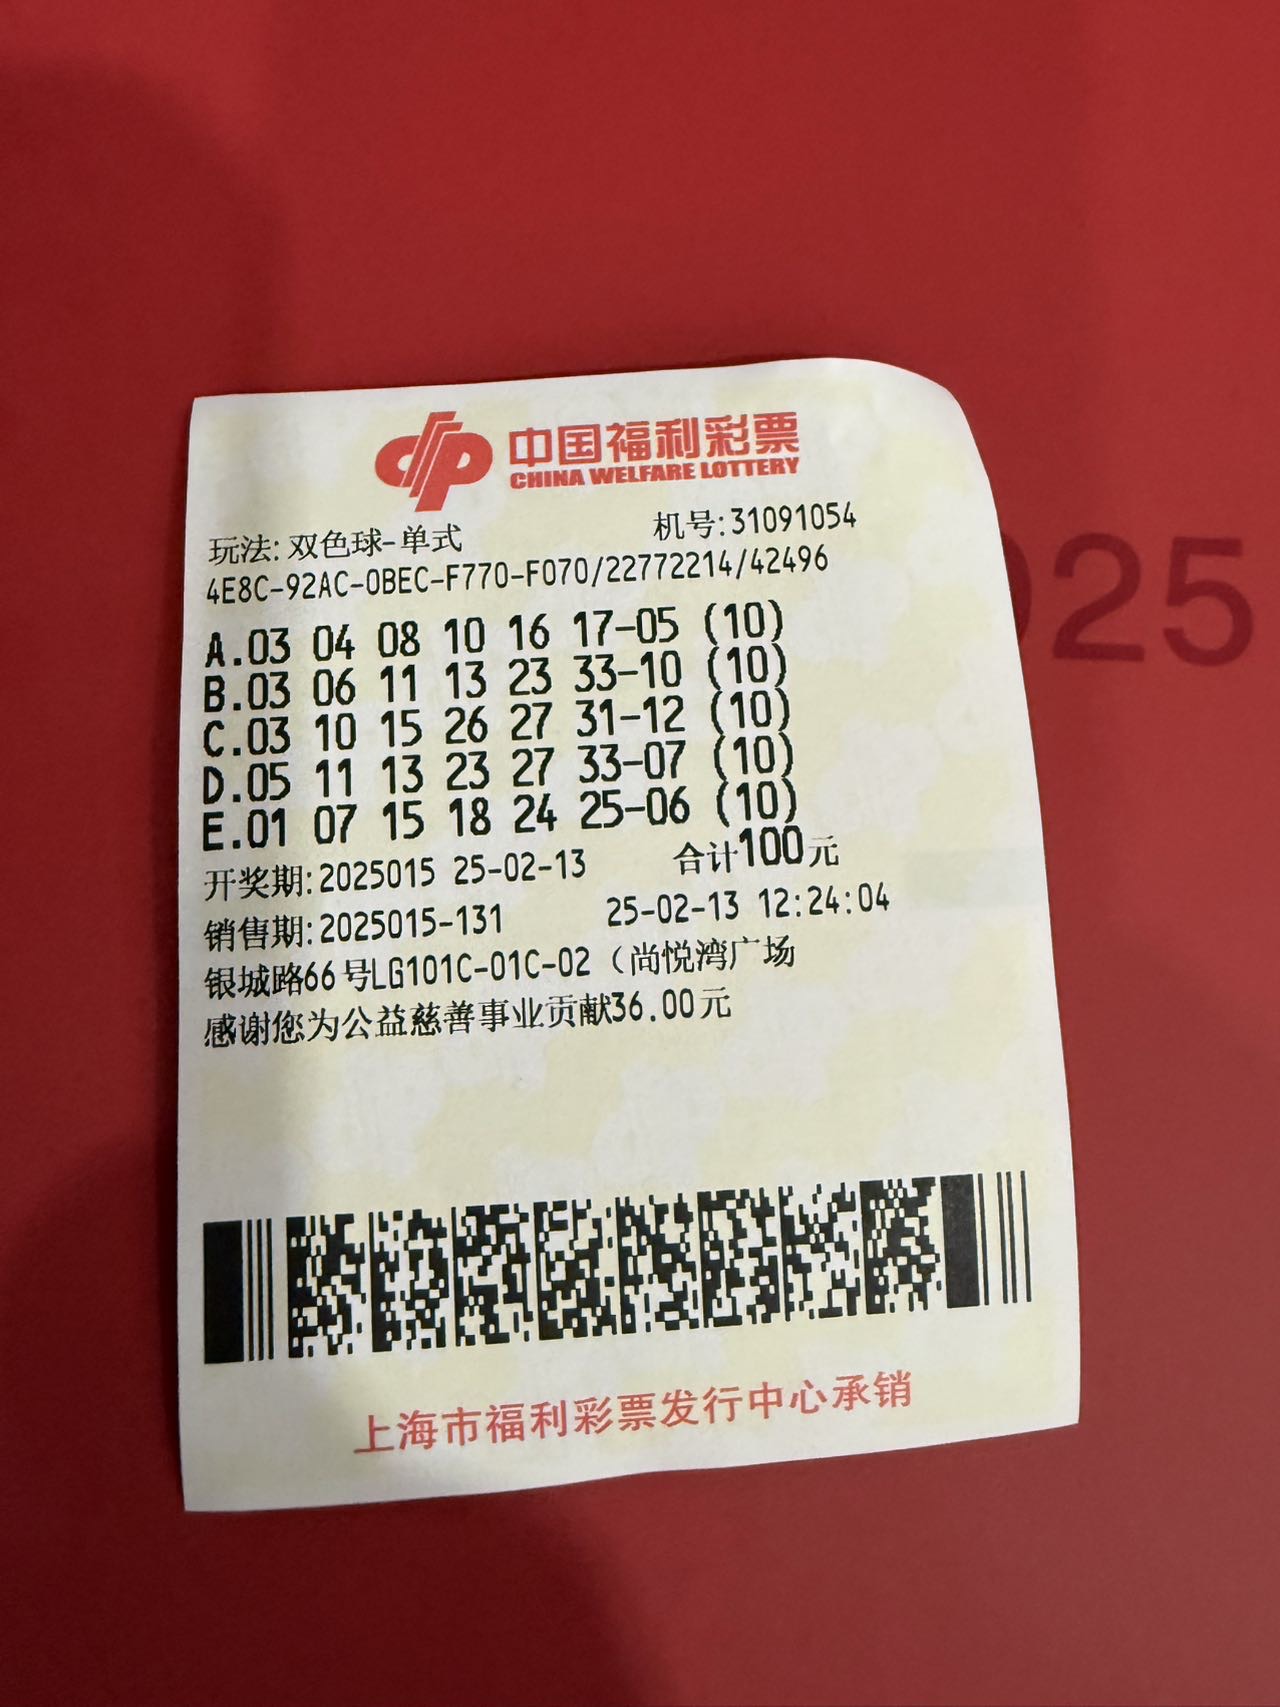 中国福利彩票
CHINA WELFARE LOTTERY
玩法: 双色球-单式 机号:31091054
4E8C-92AC-0BEC-F770-F070/22772214/42496
A.03 04 08 10 16 17-05 (10)
B.03 06 11 13 23 33-10 (10)
C.03 10 15 26 27 31-12 (10)
D.05 11 13 23 27 33-07 (10)
E.01 07 15 18 24 25-06 (10)
开奖期:2025015 25-02-13 合计100元
销售期:2025015-131 25-02-13 12:24:04
银城路66号LG101C-01C-02（尚悦湾广场
感谢您为公益慈善事业贡献36.00元
上海市福利彩票发行中心承销
025